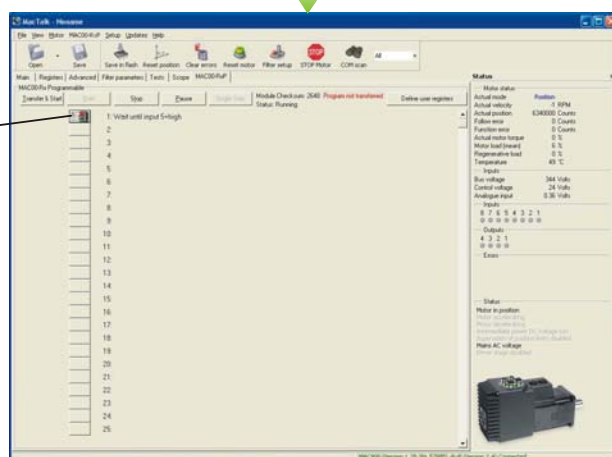 MacTalk - Noname
File View Motor MAC00-RxP Setup Updates Help
Open Save Save in flash Reset position Clear errors Reset motor Filter setup STOP Motor COM scan All
Main Registers Advanced Filter parameters Tests Scope MAC00-RxP
MAC00-Rx Programmable
Transfer & Start Stop Pause Single Step Module Checksum: 2640 Program not transferred Define user registers
Status: Running
1: Wait until input 5=high
2:
3:
4:
5:
6:
7:
8:
9:
10:
11:
12:
13:
14:
15:
16:
17:
18:
19:
20:
21:
22:
23:
24:
25:
Status
Motor status
Actual mode Position
Actual velocity -1 RPM
Actual position 6340000 Counts
Follow error 0 Counts
Function error 0 Counts
Actual motor torque 0 %
Motor load (mean) 6 %
Regenerative load 0 %
Temperature 49 °C
Inputs
Bus voltage 344 Volts
Control voltage 24 Volts
Analogue input 0.36 Volts
Inputs
8 7 6 5 4 3 2 1
Outputs
4 3 2 1
Errors
Status
Motor in position
Motor accelerating
Motor decelerating
Mains AC voltage